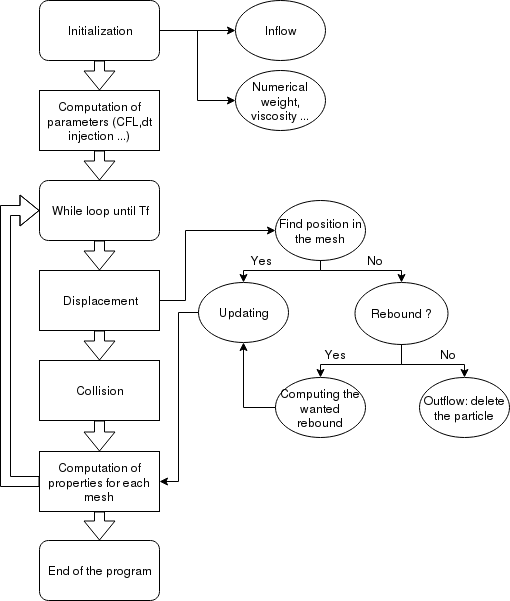 Initialization
Inflow
Numerical
weight,
viscosity ...
Computation of
parameters (CFL,dt
injection ...)
While loop until Tf
Find position in
the mesh
Yes
No
Displacement
Updating
Rebound ?
Yes
No
Collision
Computing the
wanted
rebound
Outflow: delete
the particle
Computation of
properties for each
mesh
End of the program